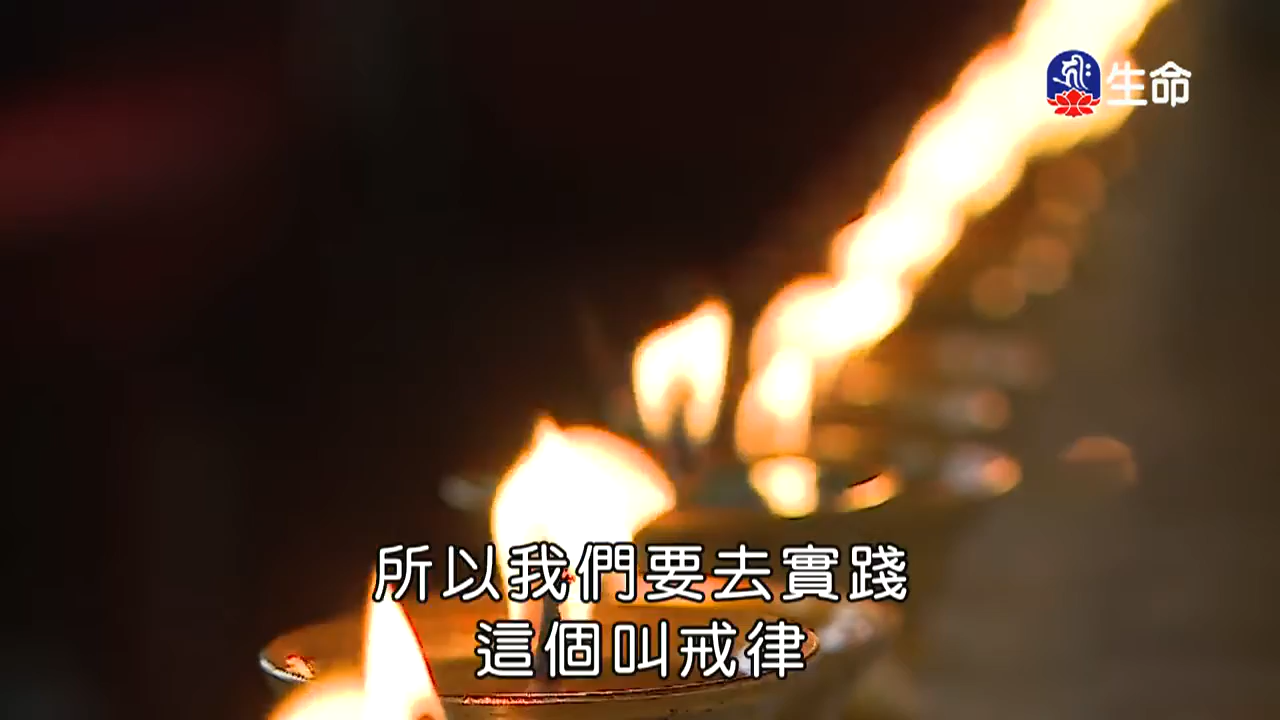 生命
所以我們要去實踐
這個叫戒律